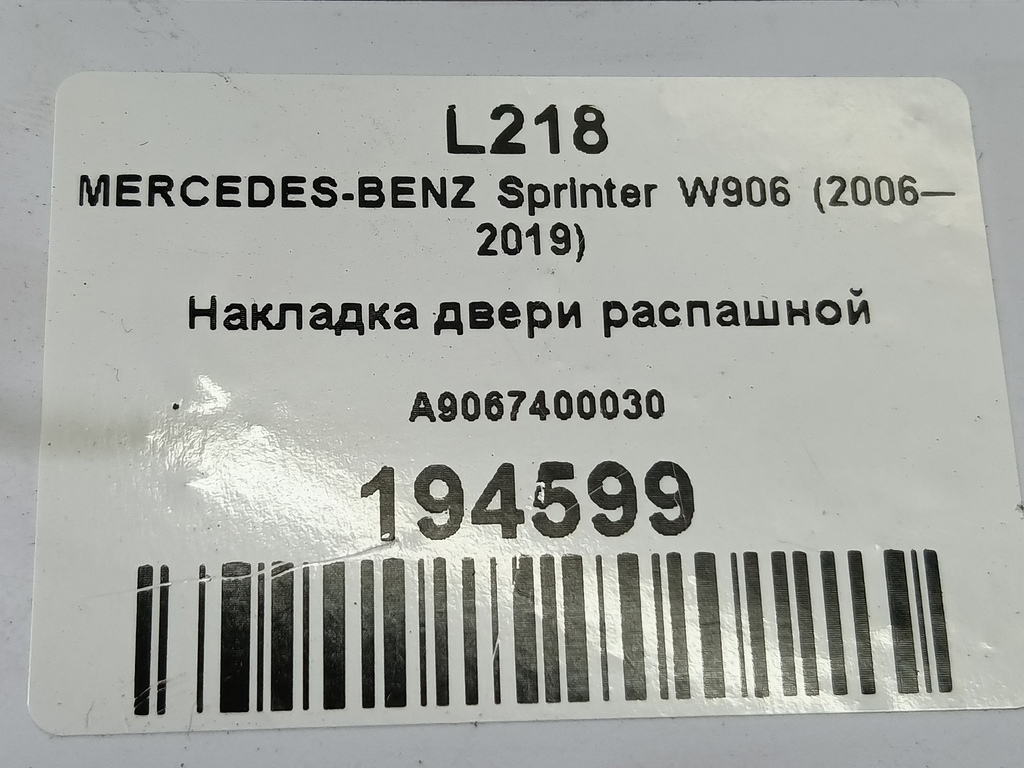 L218
MERCEDES-BENZ Sprinter W906 (2006—
2019)
Накладка двери распашной
A9067400030
194599